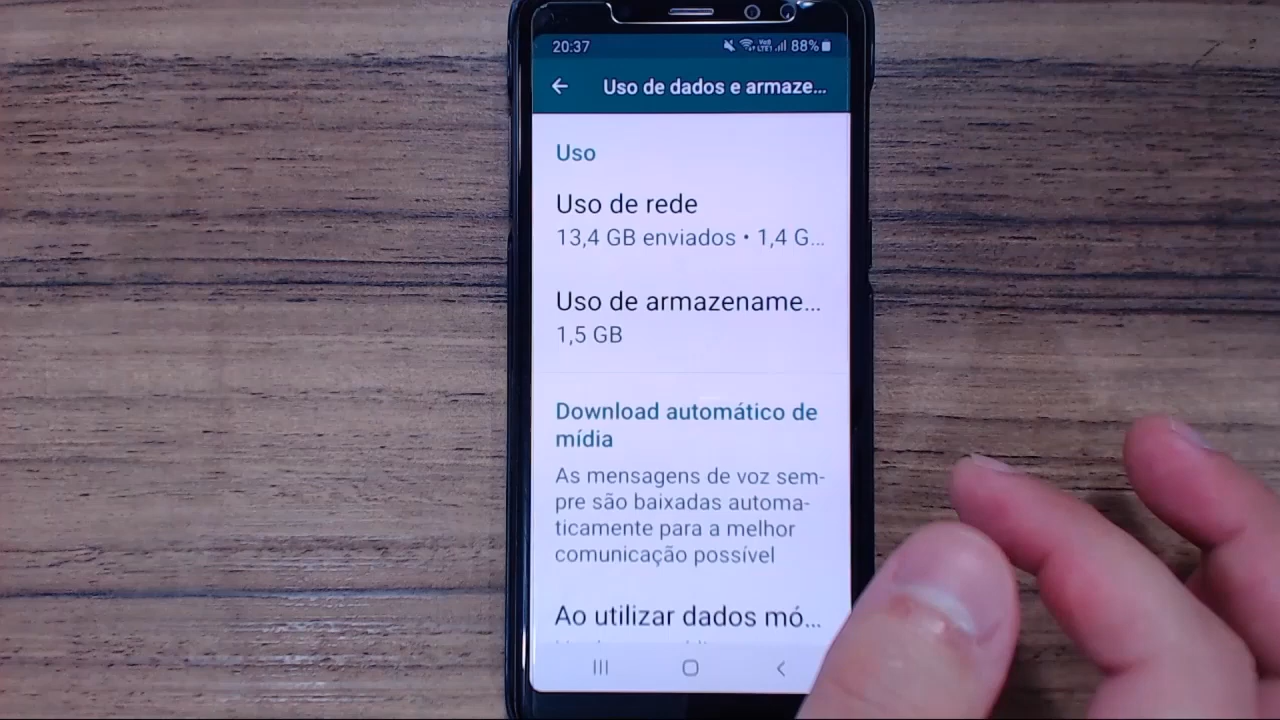 20:37 88%
Uso de dados e armaze...
Uso
Uso de rede
13,4 GB enviados • 1,4 G...
Uso de armazename...
1,5 GB
Download automático de
mídia
As mensagens de voz sem-
pre são baixadas automa-
ticamente para a melhor
comunicação possível
Ao utilizar dados mó...